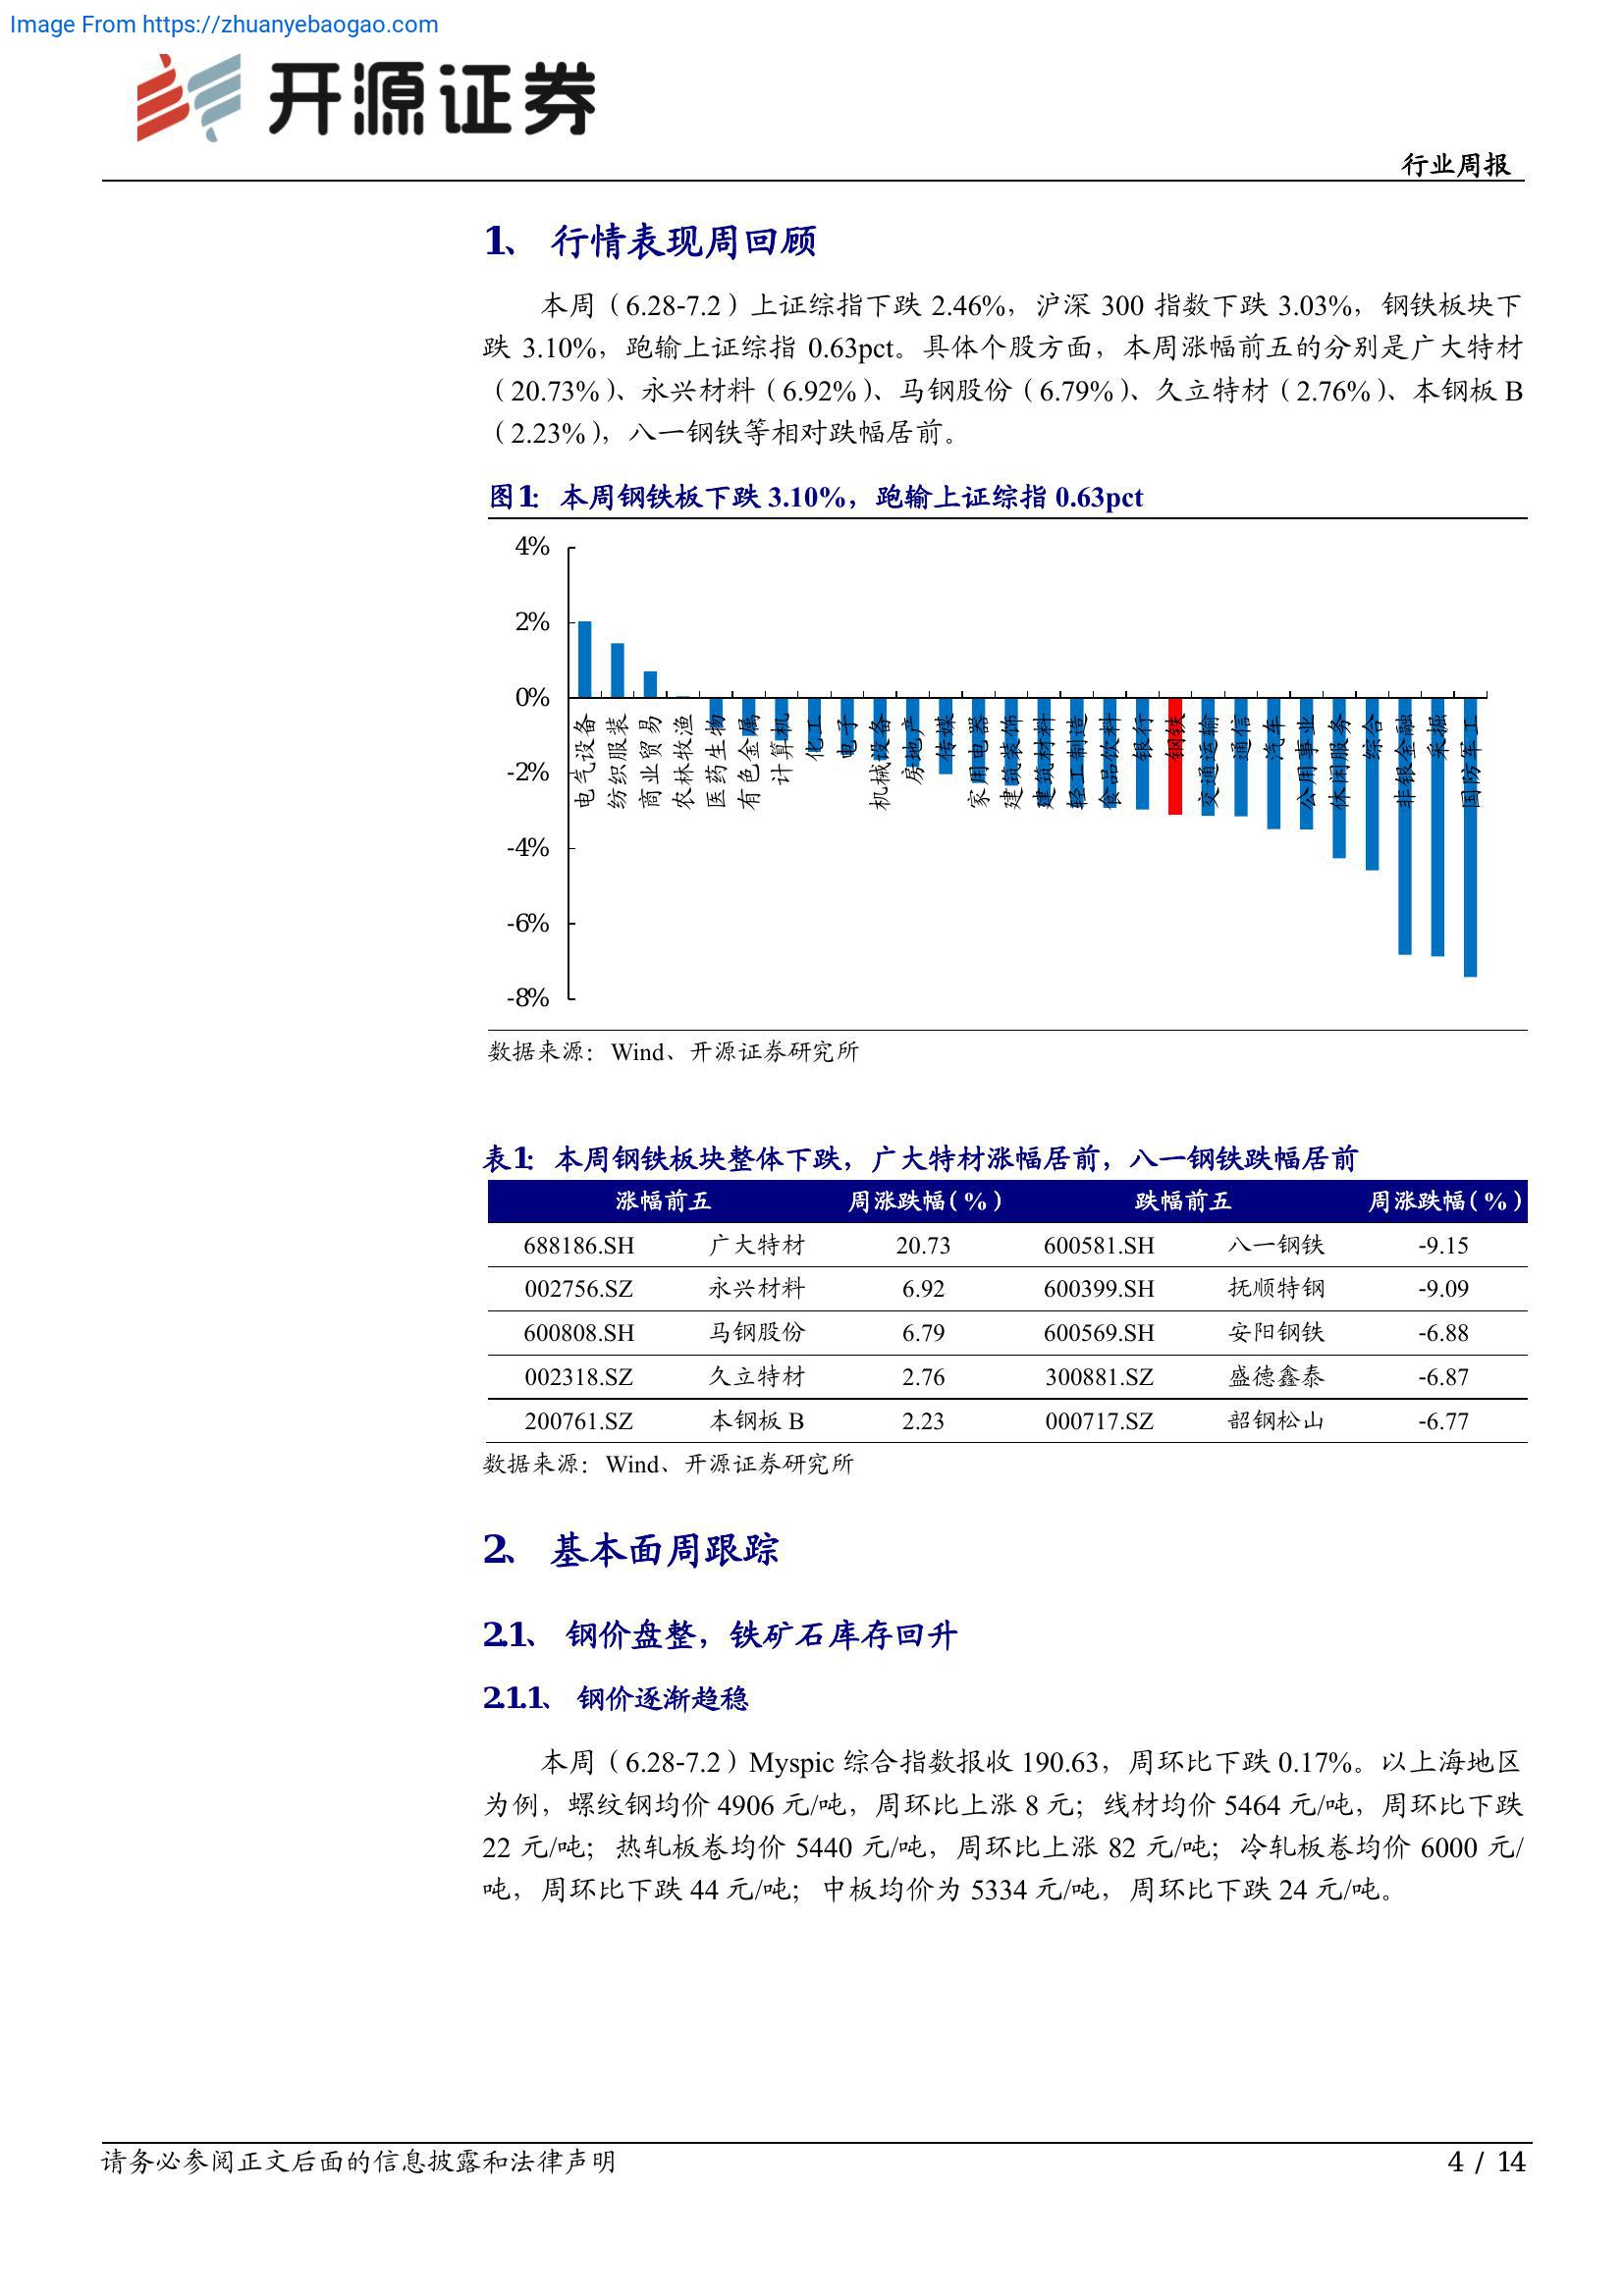 Image From https://zhuanyebaogao.com
开源证券
行业周报
1、 行情表现周回顾
本周（6.28-7.2）上证综指下跌 2.46%，沪深 300 指数下跌 3.03%，钢铁板块下
跌 3.10%，跑输上证综指 0.63pct。具体个股方面，本周涨幅前五的分别是广大特材
（20.73%）、永兴材料（6.92%）、马钢股份（6.79%）、久立特材（2.76%）、本钢板 B
（2.23%），八一钢铁等相对跌幅居前。
图1： 本周钢铁板下跌 3.10%，跑输上证综指 0.63pct
4%
2%
0%
-2%
-4%
-6%
-8%
电气设备
纺织服装
商业贸易
农林牧渔
医药生物
有色金属
计算机
化工
电子
机械设备
房地产
传媒
家用电器
建筑装饰
建筑材料
轻工制造
食品饮料
银行
钢铁
交通运输
通信
汽车
公用事业
休闲服务
综合
非银金融
采掘
国防军工
数据来源：Wind、开源证券研究所
表1： 本周钢铁板块整体下跌，广大特材涨幅居前，八一钢铁跌幅居前
涨幅前五 周涨跌幅（%） 跌幅前五 周涨跌幅（%）
688186.SH 广大特材 20.73 600581.SH 八一钢铁 -9.15
002756.SZ 永兴材料 6.92 600399.SH 抚顺特钢 -9.09
600808.SH 马钢股份 6.79 600569.SH 安阳钢铁 -6.88
002318.SZ 久立特材 2.76 300881.SZ 盛德鑫泰 -6.87
200761.SZ 本钢板 B 2.23 000717.SZ 韶钢松山 -6.77
数据来源：Wind、开源证券研究所
2、 基本面周跟踪
2.1、 钢价盘整，铁矿石库存回升
2.1.1、 钢价逐渐趋稳
本周（6.28-7.2）Myspic 综合指数报收 190.63，周环比下跌 0.17%。以上海地区
为例，螺纹钢均价 4906 元/吨，周环比上涨 8 元；线材均价 5464 元/吨，周环比下跌
22 元/吨；热轧板卷均价 5440 元/吨，周环比上涨 82 元/吨；冷轧板卷均价 6000 元/
吨，周环比下跌 44 元/吨；中板均价为 5334 元/吨，周环比下跌 24 元/吨。
请务必参阅正文后面的信息披露和法律声明
4 / 14